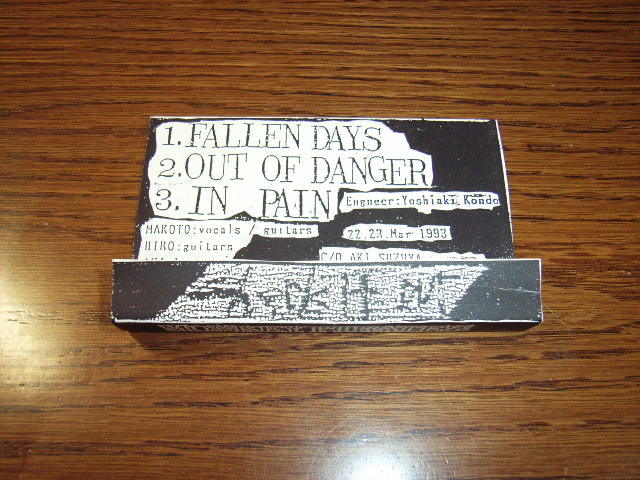 1. FALLEN DAYS
2. OUT OF DANGER
3. IN PAIN
Engneer:Yoshiaki Kondo
MAKOTO:vocals / guitars
22,23.Mar 1993
HIRO:guitars
C/O AKI SUZUYA